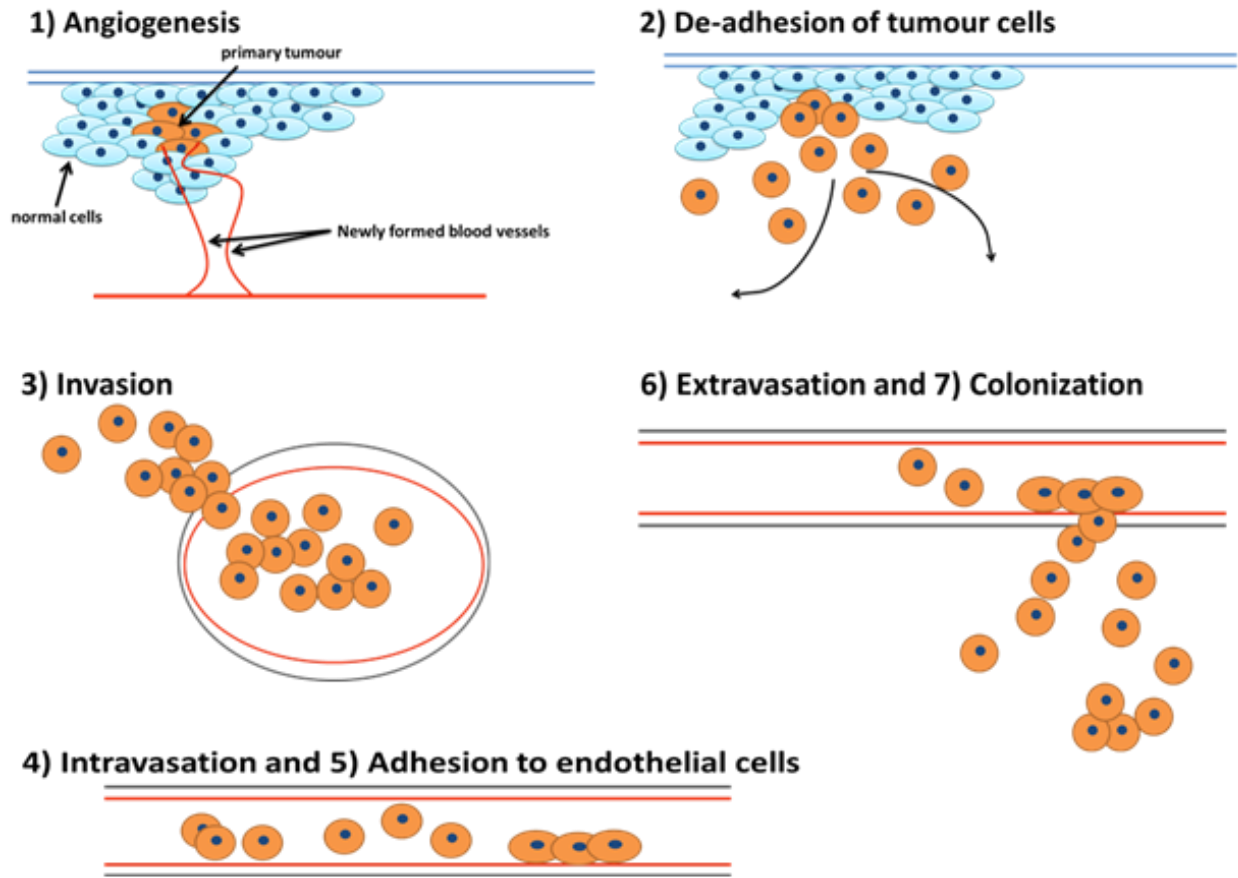 1) Angiogenesis
primary tumour
normal cells
Newly formed blood vessels
2) De-adhesion of tumour cells
3) Invasion
6) Extravasation and 7) Colonization
4) Intravasation and 5) Adhesion to endothelial cells